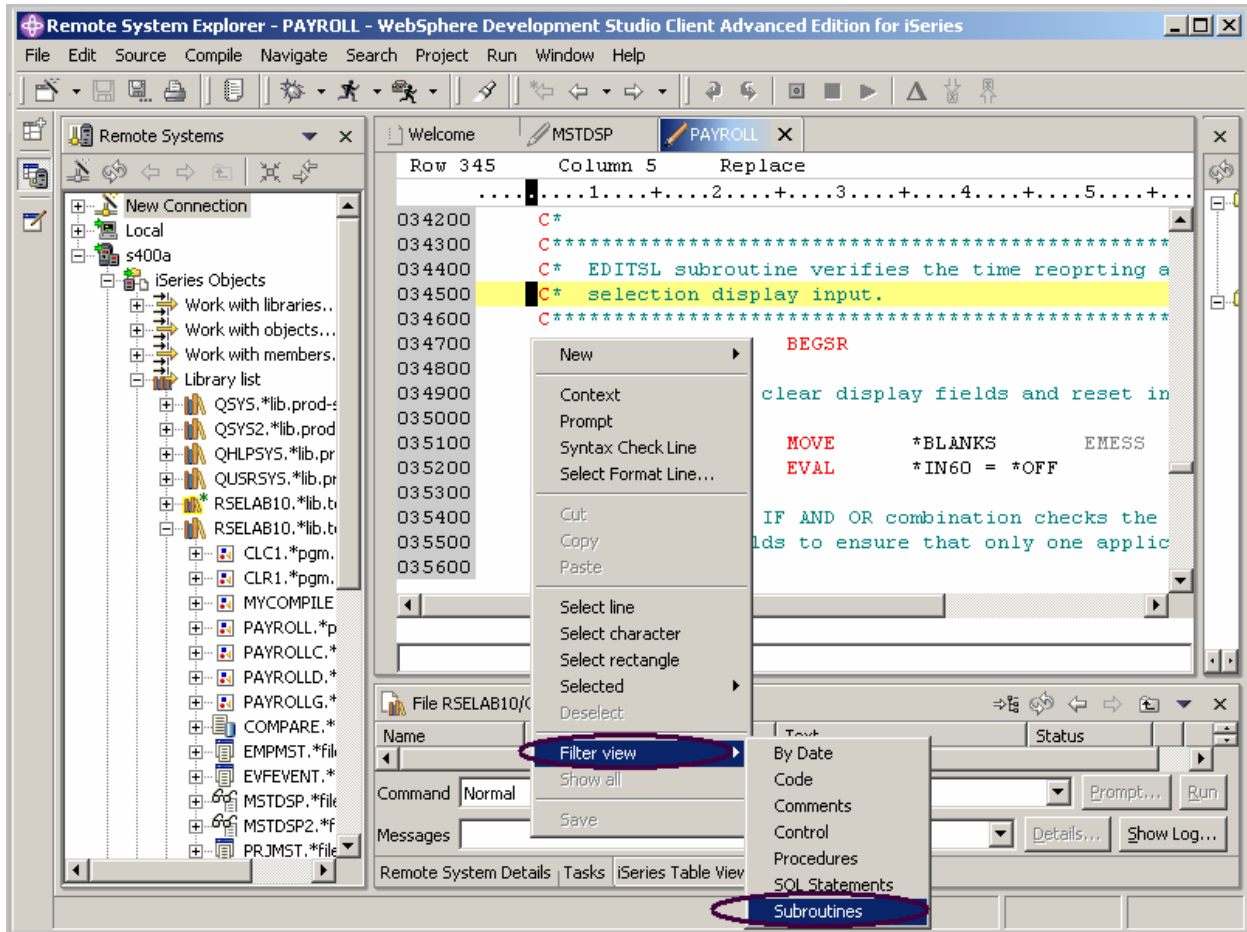 Remote System Explorer - PAYROLL - WebSphere Development Studio Client Advanced Edition for iSeries
File Edit Source Compile Navigate Search Project Run Window Help
Remote Systems
New Connection
Local
s400a
iSeries Objects
Work with libraries..
Work with objects...
Work with members.
Library list
QSYS.*lib.prod-s
QSYS2.*lib.prod
QHLPSYS.*lib.pr
QUSRSYS.*lib.pr
RSELAB10.*lib.t
RSELAB10.*lib.t
CLC1.*pgm.
CLR1.*pgm.
MYCOMPILE
PAYROLL.*p
PAYROLLC.*
PAYROLLD.*
PAYROLLG.*
COMPARE.*
EMPMST.*file
EVFEVENT.*
MSTDSP.*file
MSTDSP2.*f
PRJMST.*file
Welcome MSTDSP PAYROLL
Row 345 Column 5 Replace
.........1....+....2....+....3....+....4....+....5....+...
034200 C*
034300 C***************************************************
034400 C* EDITSL subroutine verifies the time reoprting a
034500 C* selection display input.
034600 C***************************************************
034700 BEGSR
034800
034900 clear display fields and reset in
035000
035100 MOVE *BLANKS EMESS
035200 EVAL *IN60 = *OFF
035300
035400 IF AND OR combination checks the
035500 lds to ensure that only one applic
035600
New
Context
Prompt
Syntax Check Line
Select Format Line...
Cut
Copy
Paste
Select line
Select character
Select rectangle
Selected
Deselect
Filter view
Show all
Save
By Date
Code
Comments
Control
Procedures
SQL Statements
Subroutines
File RSELAB10/
Name Text Status
Command Normal Prompt... Run
Messages Details... Show Log...
Remote System Details Tasks iSeries Table View